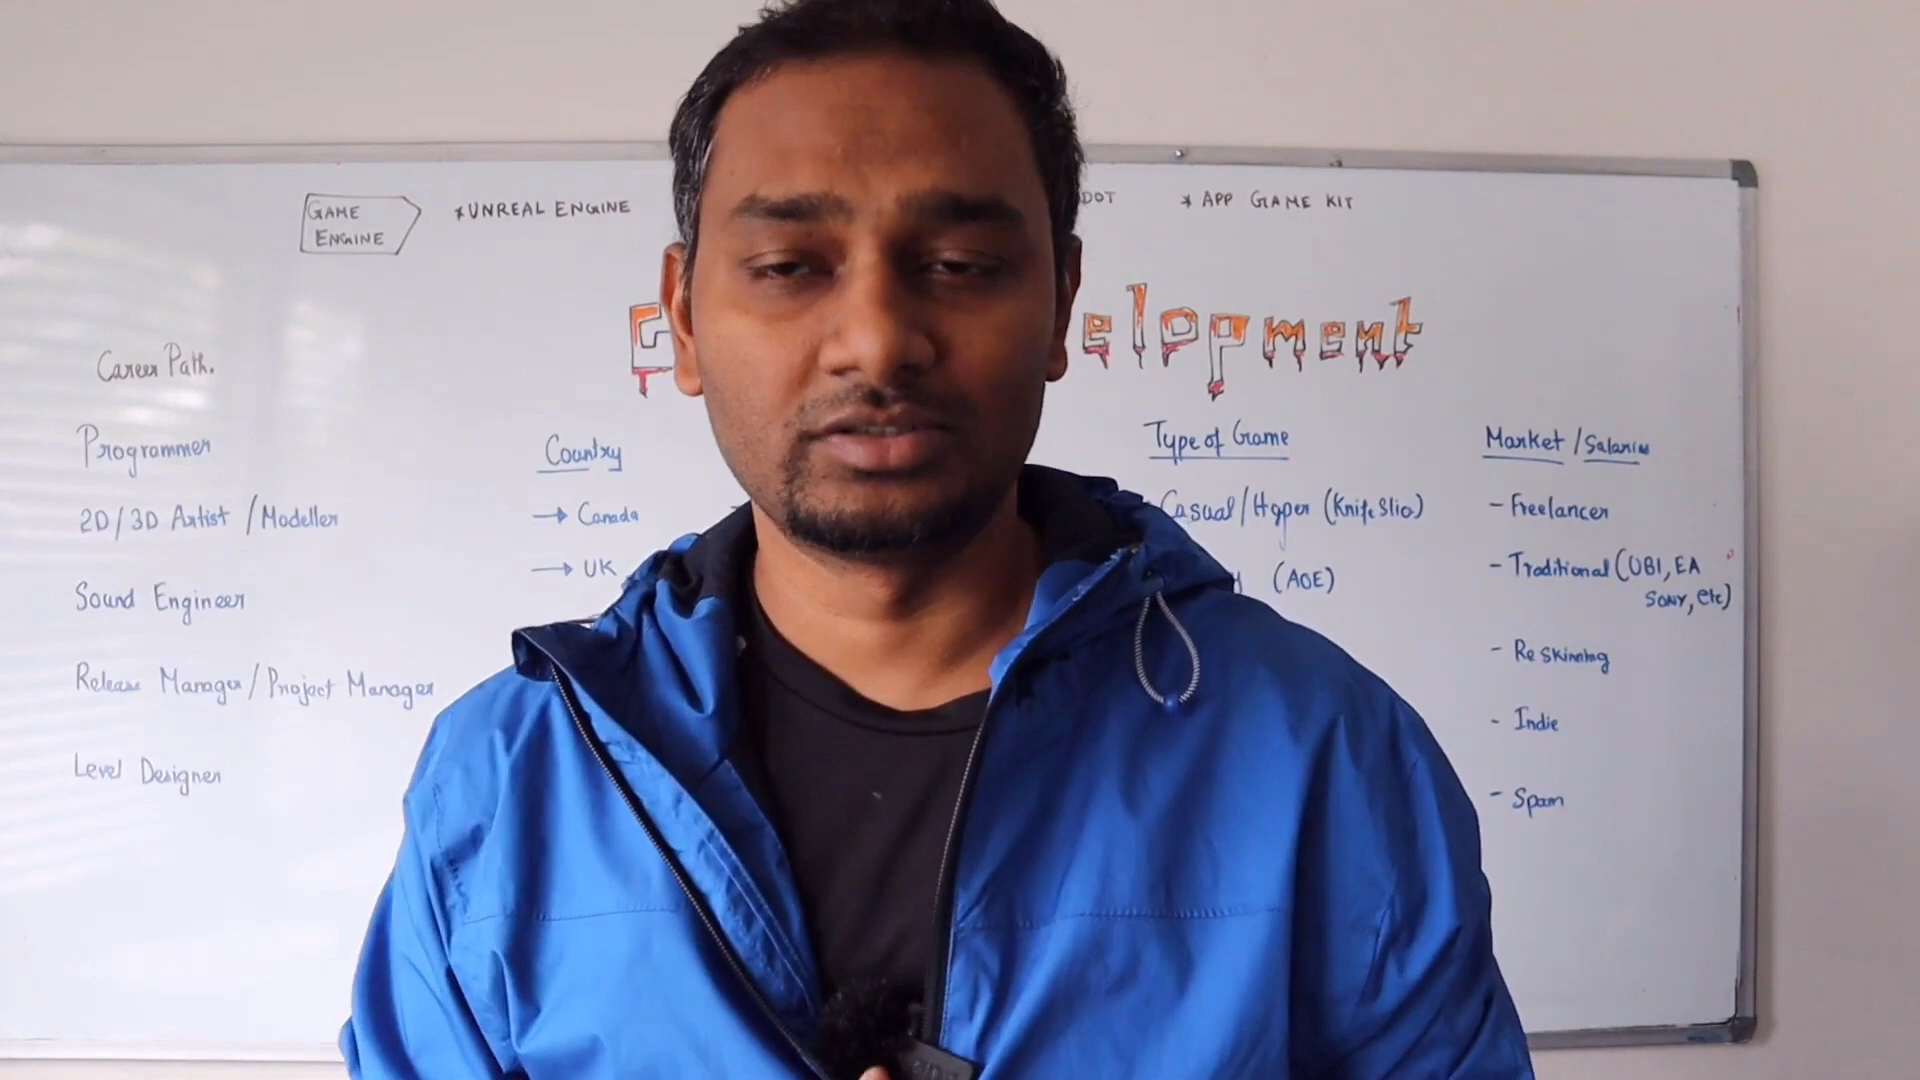 GAME
ENGINE
*UNREAL ENGINE
DOT
* APP GAME KIT
elopment
Career Path.
Programmer
2D/3D Artist / Modeller
Sound Engineer
Release Manager/Project Manager
Level Designer
Country
→ Canada
→ UK
Type of Game
Casual/Hyper (Knife Slio)
(AOE)
Market / Salaries
- Freelancer
- Traditional (UBI, EA
SONY, etc)
- Reskinning
- Indie
- Spam